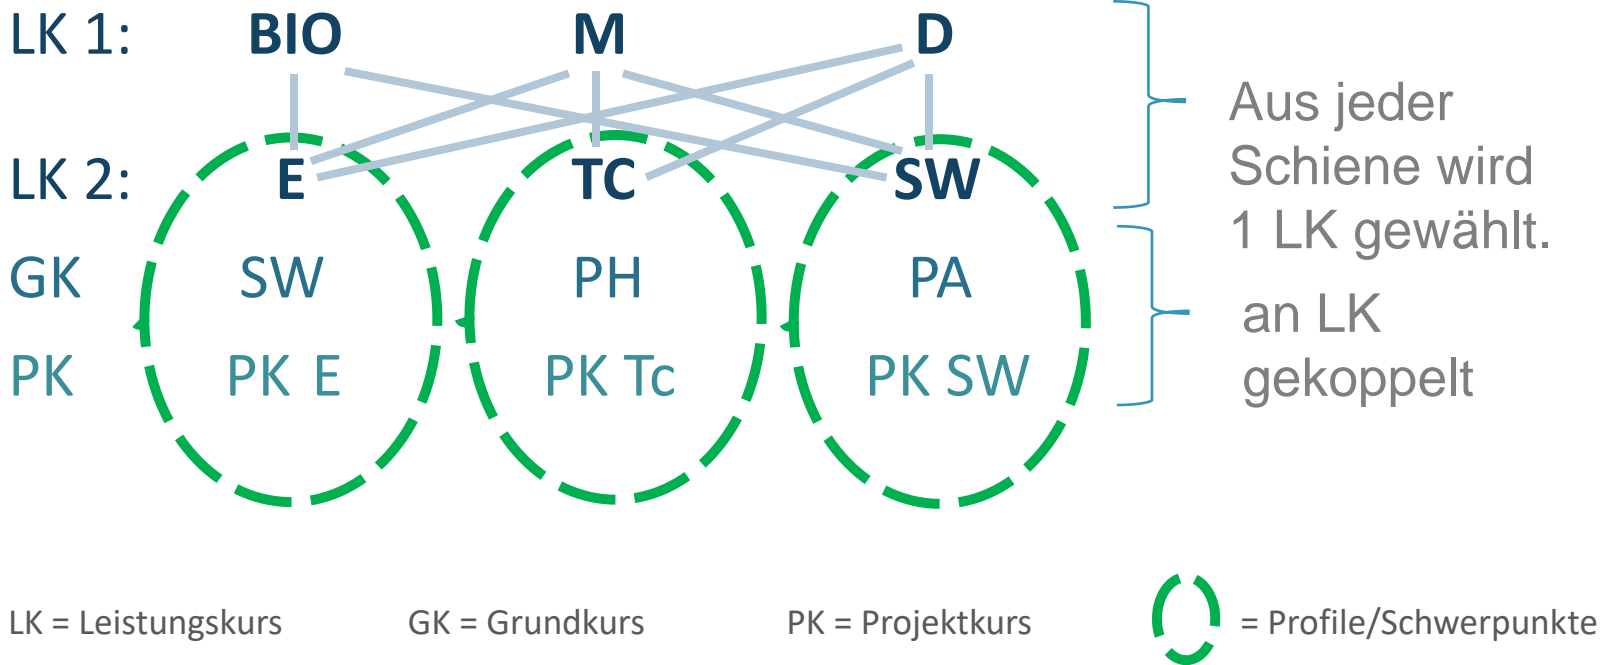 LK 1: BIO M D
LK 2: E TC SW
GK SW PH PA
PK PK E PK Tc PK SW
Aus jeder
Schiene wird
1 LK gewählt.
an LK
gekoppelt
LK = Leistungskurs GK = Grundkurs PK = Projektkurs = Profile/Schwerpunkte